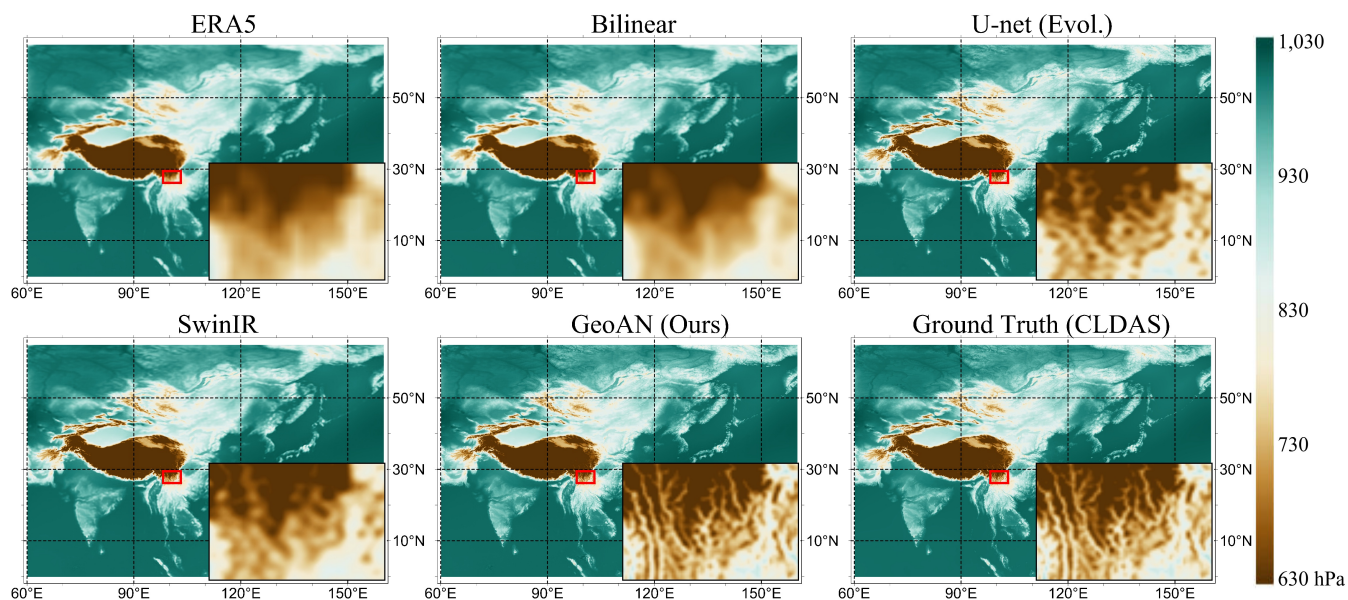 ERA5
Bilinear
U-net (Evol.)
50°N
30°N
10°N
60°E 90°E 120°E 150°E
50°N
30°N
10°N
60°E 90°E 120°E 150°E
50°N
30°N
10°N
60°E 90°E 120°E 150°E
SwinIR
GeoAN (Ours)
Ground Truth (CLDAS)
50°N
30°N
10°N
60°E 90°E 120°E 150°E
50°N
30°N
10°N
60°E 90°E 120°E 150°E
50°N
30°N
10°N
60°E 90°E 120°E 150°E
1,030
930
830
730
630 hPa